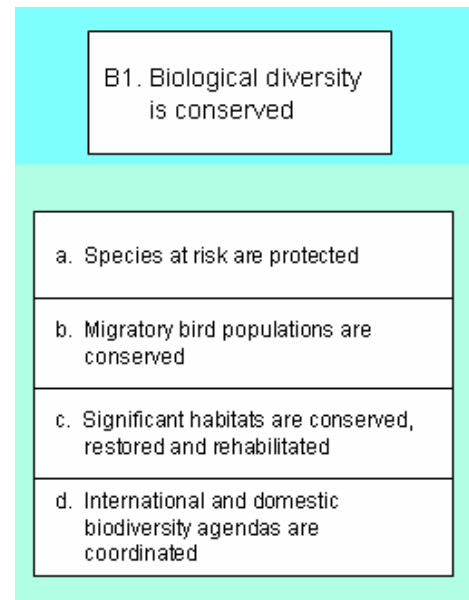 B1. Biological diversity
is conserved
a. Species at risk are protected
b. Migratory bird populations are
conserved
c. Significant habitats are conserved,
restored and rehabilitated
d. International and domestic
biodiversity agendas are
coordinated